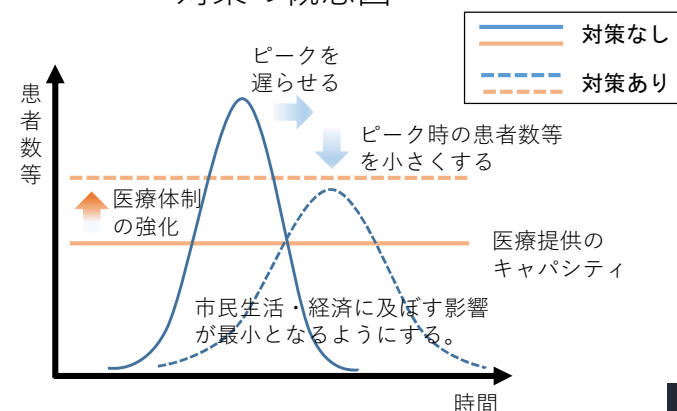 対策の概念図
対策なし
対策あり
ピークを
遅らせる
患者数等
ピーク時の患者数等
を小さくする
医療体制
の強化
医療提供の
キャパシティ
市民生活・経済に及ぼす影響
が最小となるようにする。
時間